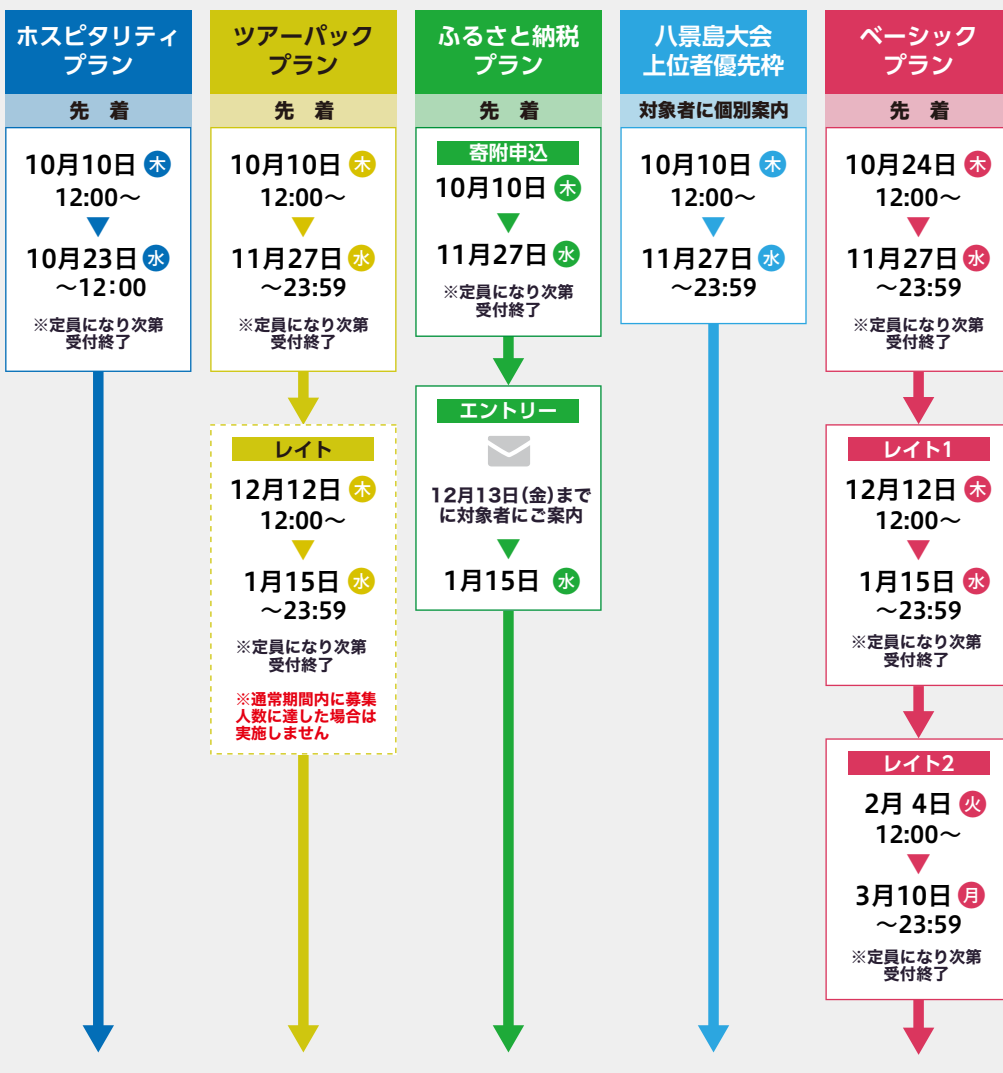 ホスピタリティ
プラン
先 着
10月10日 木
12:00〜
10月23日 水
〜12：00
※定員になり次第
受付終了
ツアーパック
プラン
先 着
10月10日 木
12:00〜
11月27日 水
〜23:59
※定員になり次第
受付終了
レイト
12月12日 木
12:00〜
1月15日 水
〜23:59
※定員になり次第
受付終了
※通常期間内に募集
人数に達した場合は
実施しません
ふるさと納税
プラン
先 着
寄附申込
10月10日 木
11月27日 水
※定員になり次第
受付終了
エントリー
12月13日(金)まで
に対象者にご案内
1月15日 水
八景島大会
上位者優先枠
対象者に個別案内
10月10日 木
12:00〜
11月27日 水
〜23:59
ベーシック
プラン
先 着
10月24日 木
12:00〜
11月27日 水
〜23:59
※定員になり次第
受付終了
レイト1
12月12日 木
12:00〜
1月15日 水
〜23:59
※定員になり次第
受付終了
レイト2
2月 4日 火
12:00〜
3月10日 月
〜23:59
※定員になり次第
受付終了